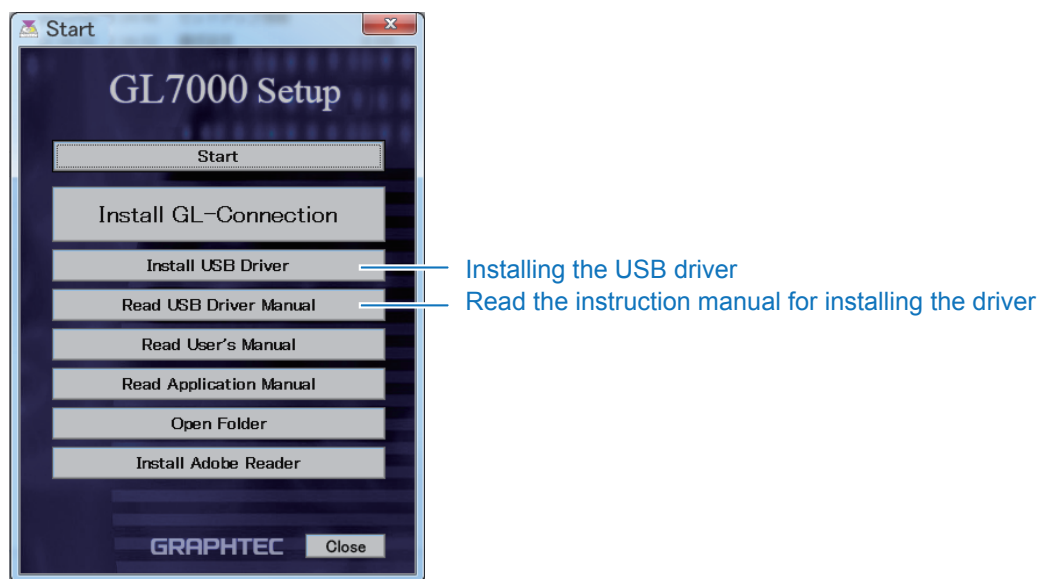 Start
x
GL7000 Setup
Start
Install GL-Connection
Install USB Driver
Installing the USB driver
Read USB Driver Manual
Read the instruction manual for installing the driver
Read User's Manual
Read Application Manual
Open Folder
Install Adobe Reader
GRAPHTEC
Close